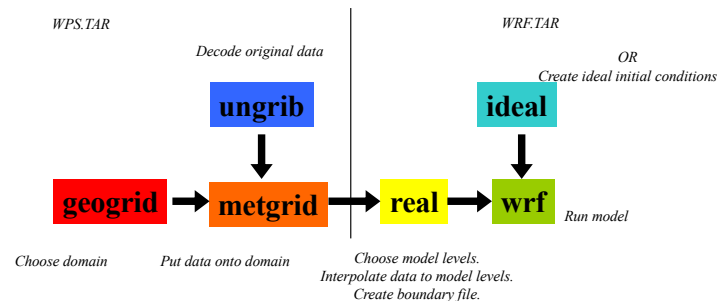 WPS.TAR
WRF.TAR
Decode original data
OR
Create ideal initial conditions
ungrib
ideal
geogrid
metgrid
real
wrf
Run model
Choose domain
Put data onto domain
Choose model levels.
Interpolate data to model levels.
Create boundary file.